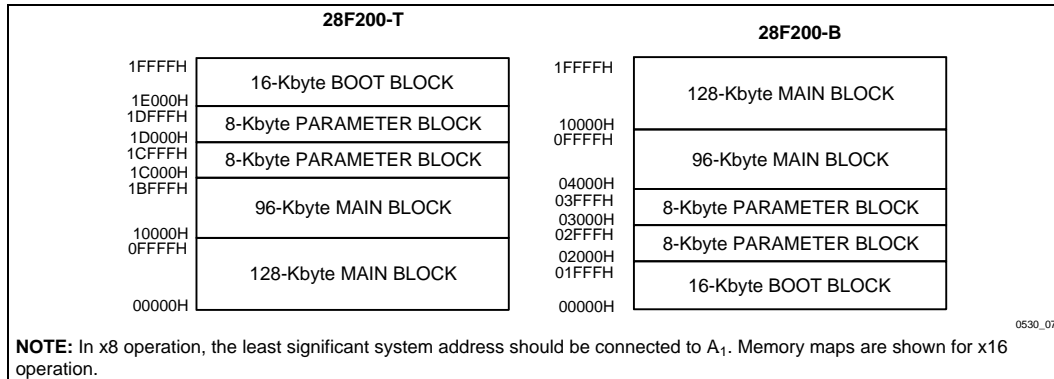 28F200-T
1FFFFH
16-Kbyte BOOT BLOCK
1E000H
1DFFFH
8-Kbyte PARAMETER BLOCK
1D000H
1CFFFH
8-Kbyte PARAMETER BLOCK
1C000H
1BFFFH
96-Kbyte MAIN BLOCK
10000H
0FFFFH
128-Kbyte MAIN BLOCK
00000H
28F200-B
1FFFFH
128-Kbyte MAIN BLOCK
10000H
0FFFFH
96-Kbyte MAIN BLOCK
04000H
03FFFH
8-Kbyte PARAMETER BLOCK
03000H
02FFFH
8-Kbyte PARAMETER BLOCK
02000H
01FFFH
16-Kbyte BOOT BLOCK
00000H
0530_07
NOTE: In x8 operation, the least significant system address should be connected to A₁. Memory maps are shown for x16
operation.